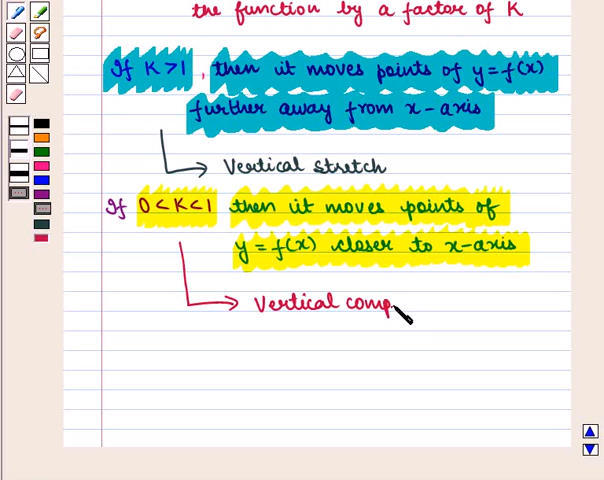 the function by a factor of K
If K>1, then it moves points of y=f(x)
further away from x-axis
Vertical stretch
If 0<K<1 then it moves points of
y=f(x) closer to x-axis
Vertical comp